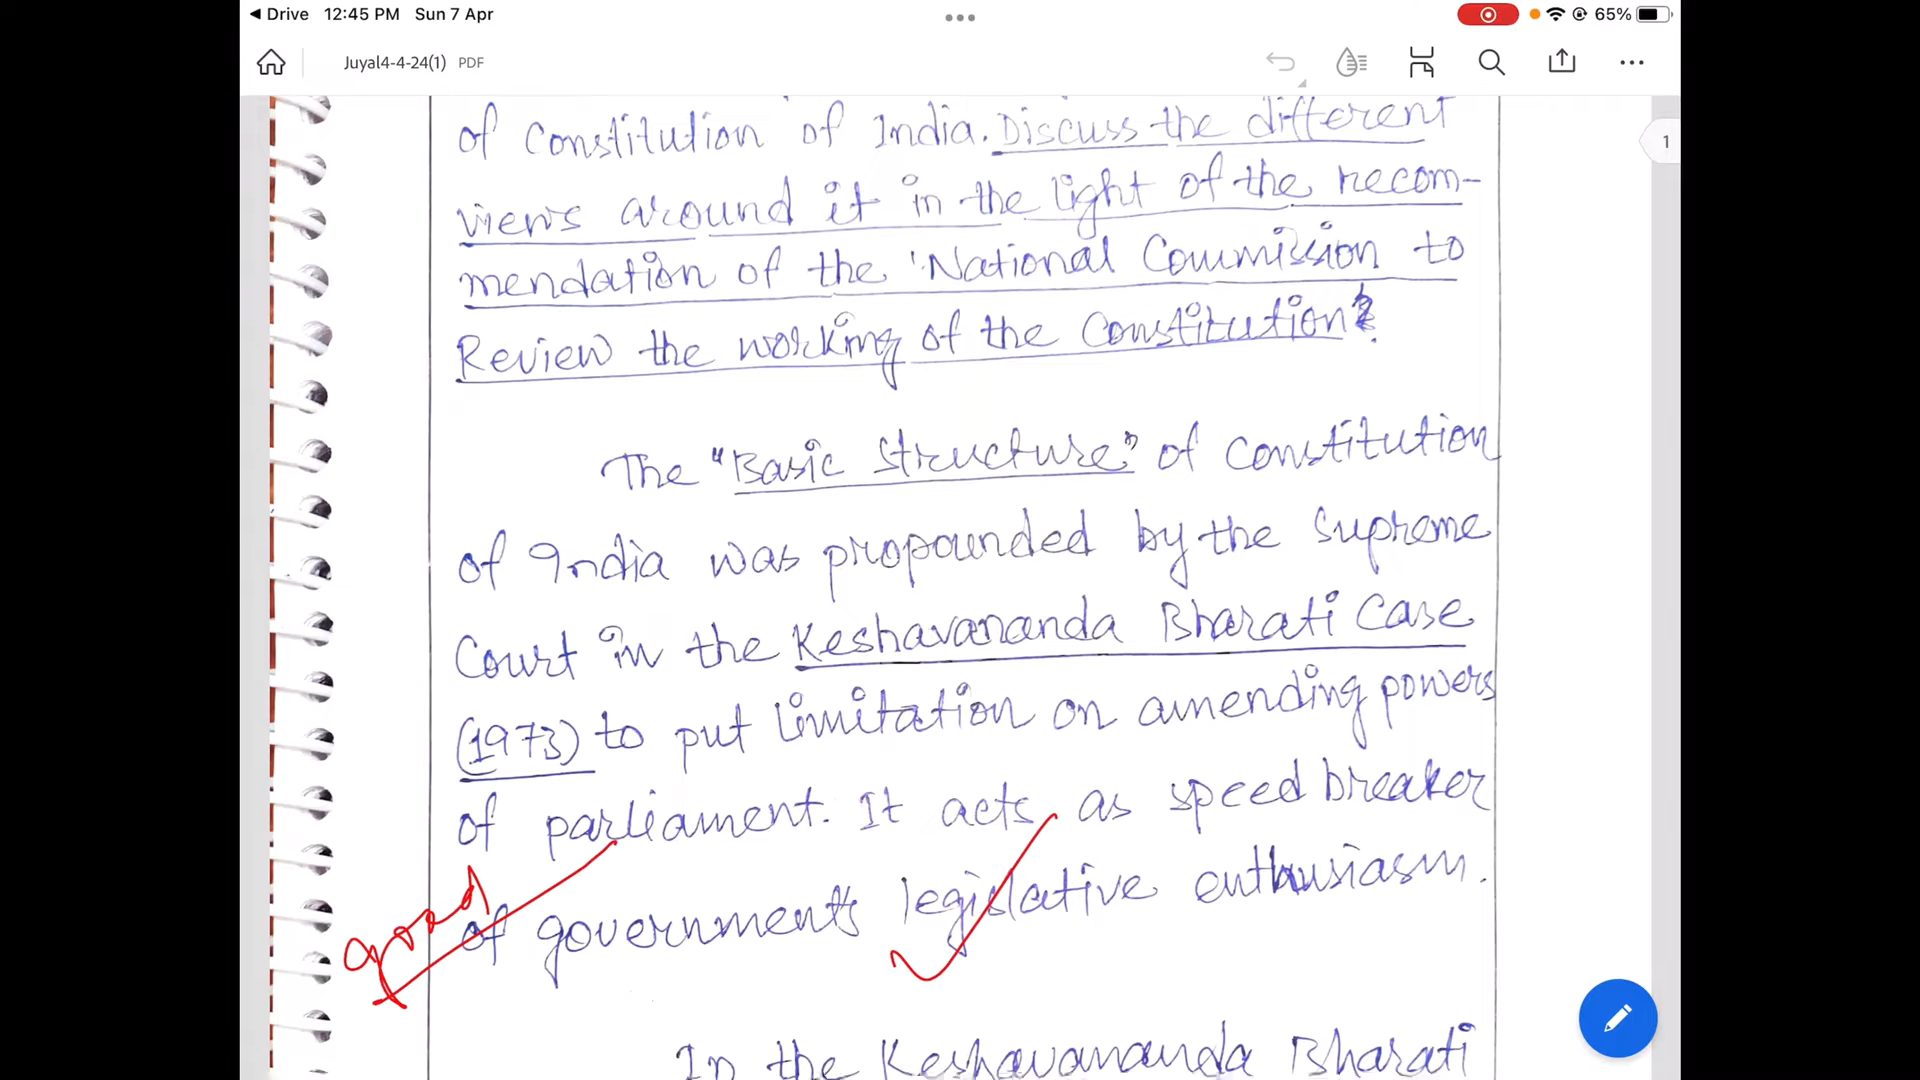 Drive 12:45 PM Sun 7 Apr
65%
Juyal4-4-24(1) PDF
1
of Constitution of India. Discuss the different
views around it in the light of the recom-
mendation of the 'National Commission to
Review the working of the Constitution'.
The "Basic Structure" of Constitution
of India was propounded by the Supreme
Court in the Keshavananda Bharati Case
(1973) to put limitation on amending powers
of parliament. It acts as speed breaker
of government's legislative enthusiasm.
good
In the Keshavananda Bharati